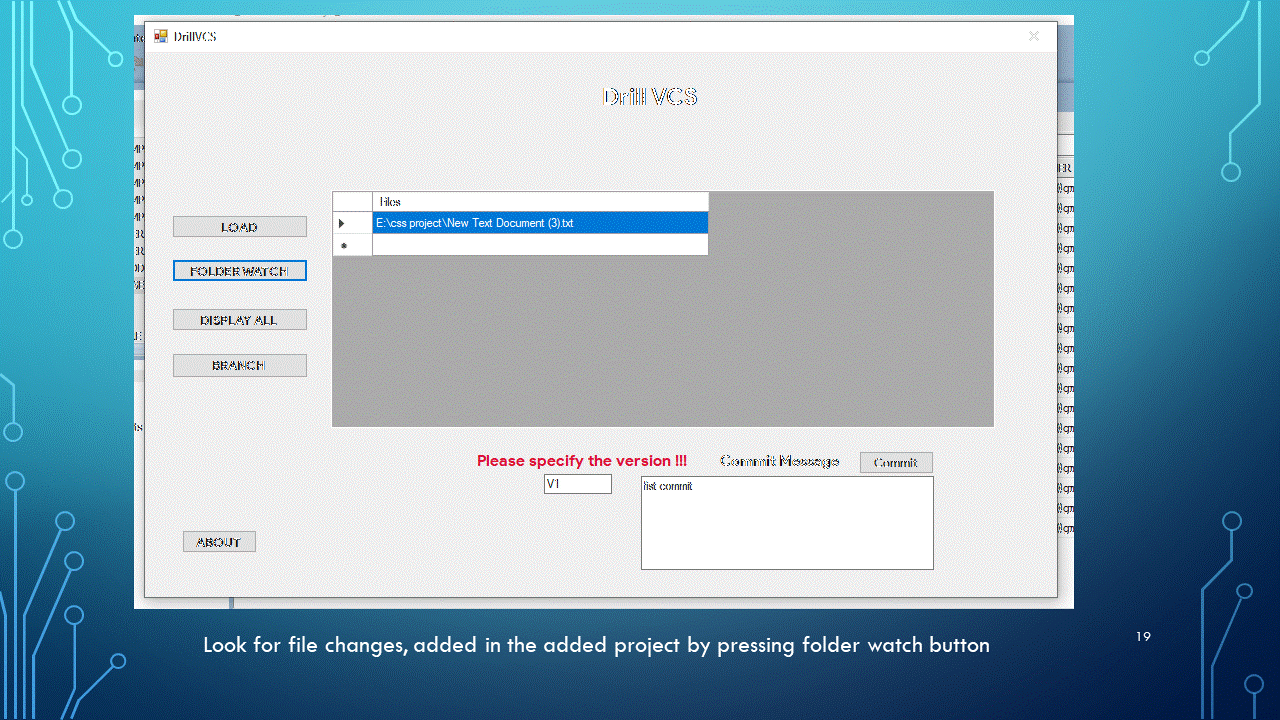 DrillVCS
Drill VCS
Files
LOAD
E:\css project\New Text Document (3).txt
FOLDER WATCH
DISPLAY ALL
BRANCH
Please specify the version !!!
Commit Message
Commit
V1
fist commit
ABOUT
Look for file changes, added in the added project by pressing folder watch button
19